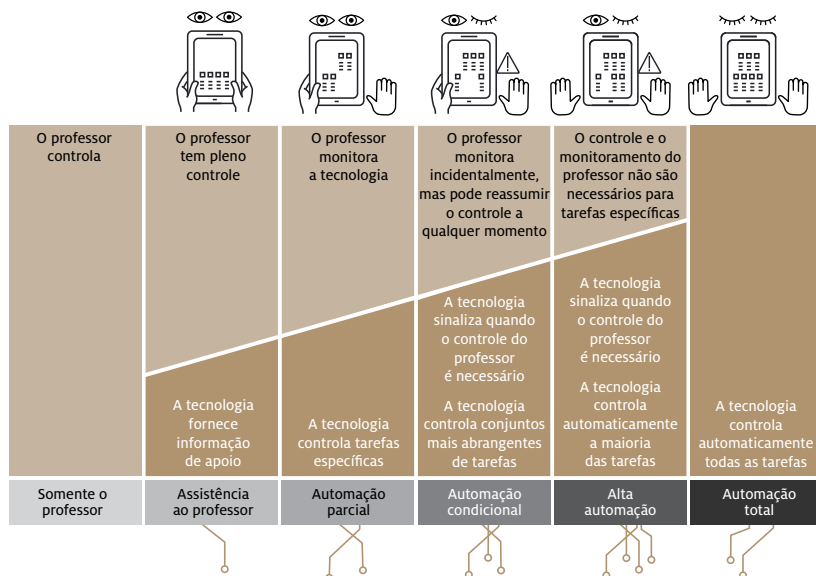 O professor
controla
O professor
tem pleno
controle
O professor
monitora
a tecnologia
O professor
monitora
incidentalmente,
mas pode reassumir
o controle a
qualquer momento
O controle e o
monitoramento do
professor não são
necessários para
tarefas específicas
A tecnologia
fornece
informação
de apoio
A tecnologia
controla tarefas
específicas
A tecnologia
sinaliza quando
o controle do
professor
é necessário
A tecnologia
controla conjuntos
mais abrangentes
de tarefas
A tecnologia
sinaliza quando
o controle do
professor
é necessário
A tecnologia
controla
automaticamente
a maioria
das tarefas
A tecnologia
controla
automaticamente
todas as tarefas
Somente o
professor
Assistência
ao professor
Automação
parcial
Automação
condicional
Alta
automação
Automação
total